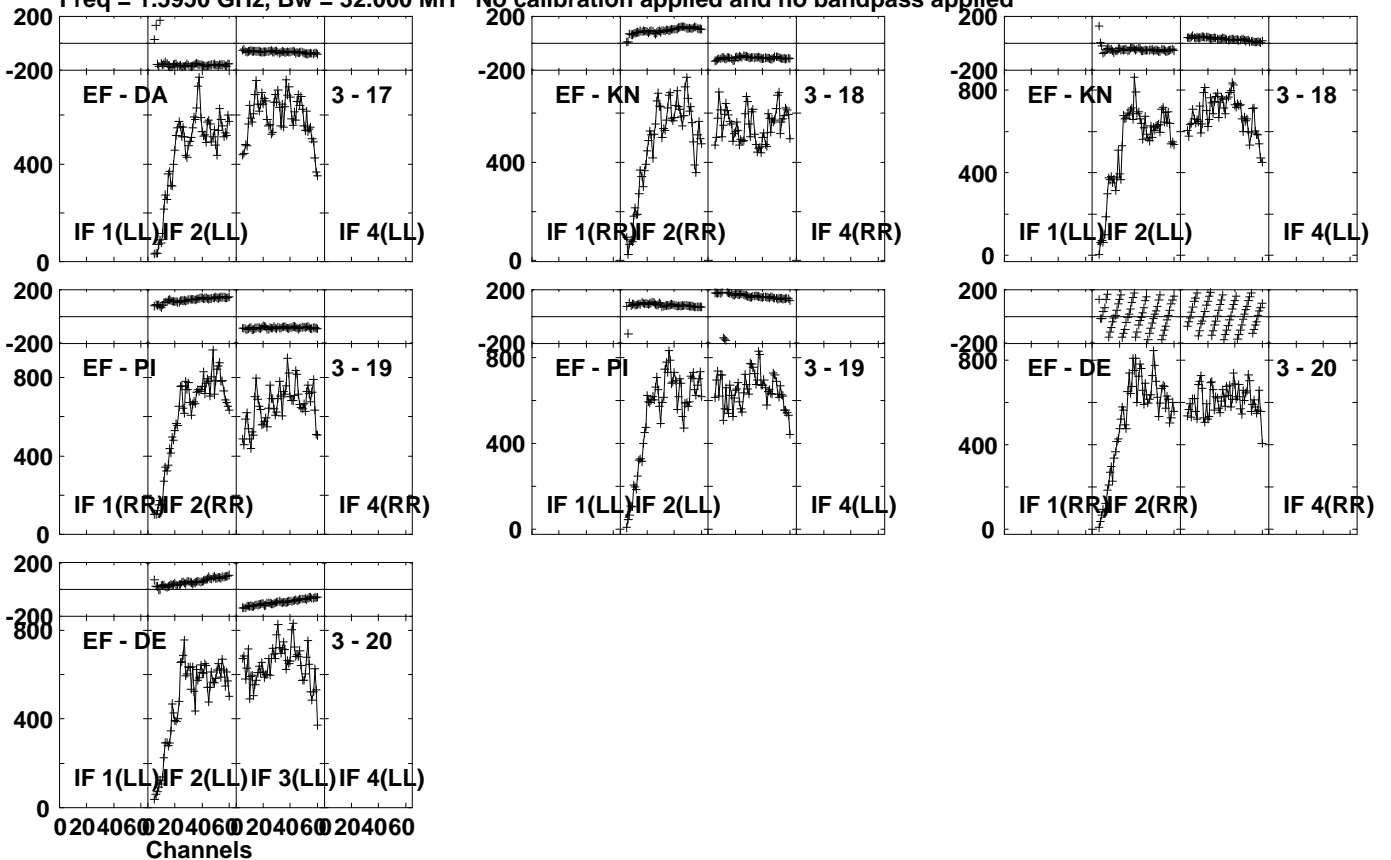 Freq = 1.5950 GHz, Bw = 32.000 MH No calibration applied and no bandpass applied
200
-200
EF - DA 3 - 17
400
IF 1(LL) IF 2(LL) IF 4(LL)
0
200
-200
EF - KN 3 - 18
400
IF 1(RR) IF 2(RR) IF 4(RR)
0
200
-200
800
EF - KN 3 - 18
400
IF 1(LL) IF 2(LL) IF 4(LL)
0
200
-200
EF - PI 3 - 19
800
400
IF 1(RR) IF 2(RR) IF 4(RR)
0
200
-200
800
EF - PI 3 - 19
400
IF 1(LL) IF 2(LL) IF 4(LL)
0
200
-200
800
EF - DE 3 - 20
400
IF 1(RR) IF 2(RR) IF 4(RR)
0
200
-200
800
EF - DE 3 - 20
400
IF 1(LL) IF 2(LL) IF 3(LL) IF 4(LL)
0
0 20 40 60 0 20 40 60 0 20 40 60 0 20 40 60
Channels